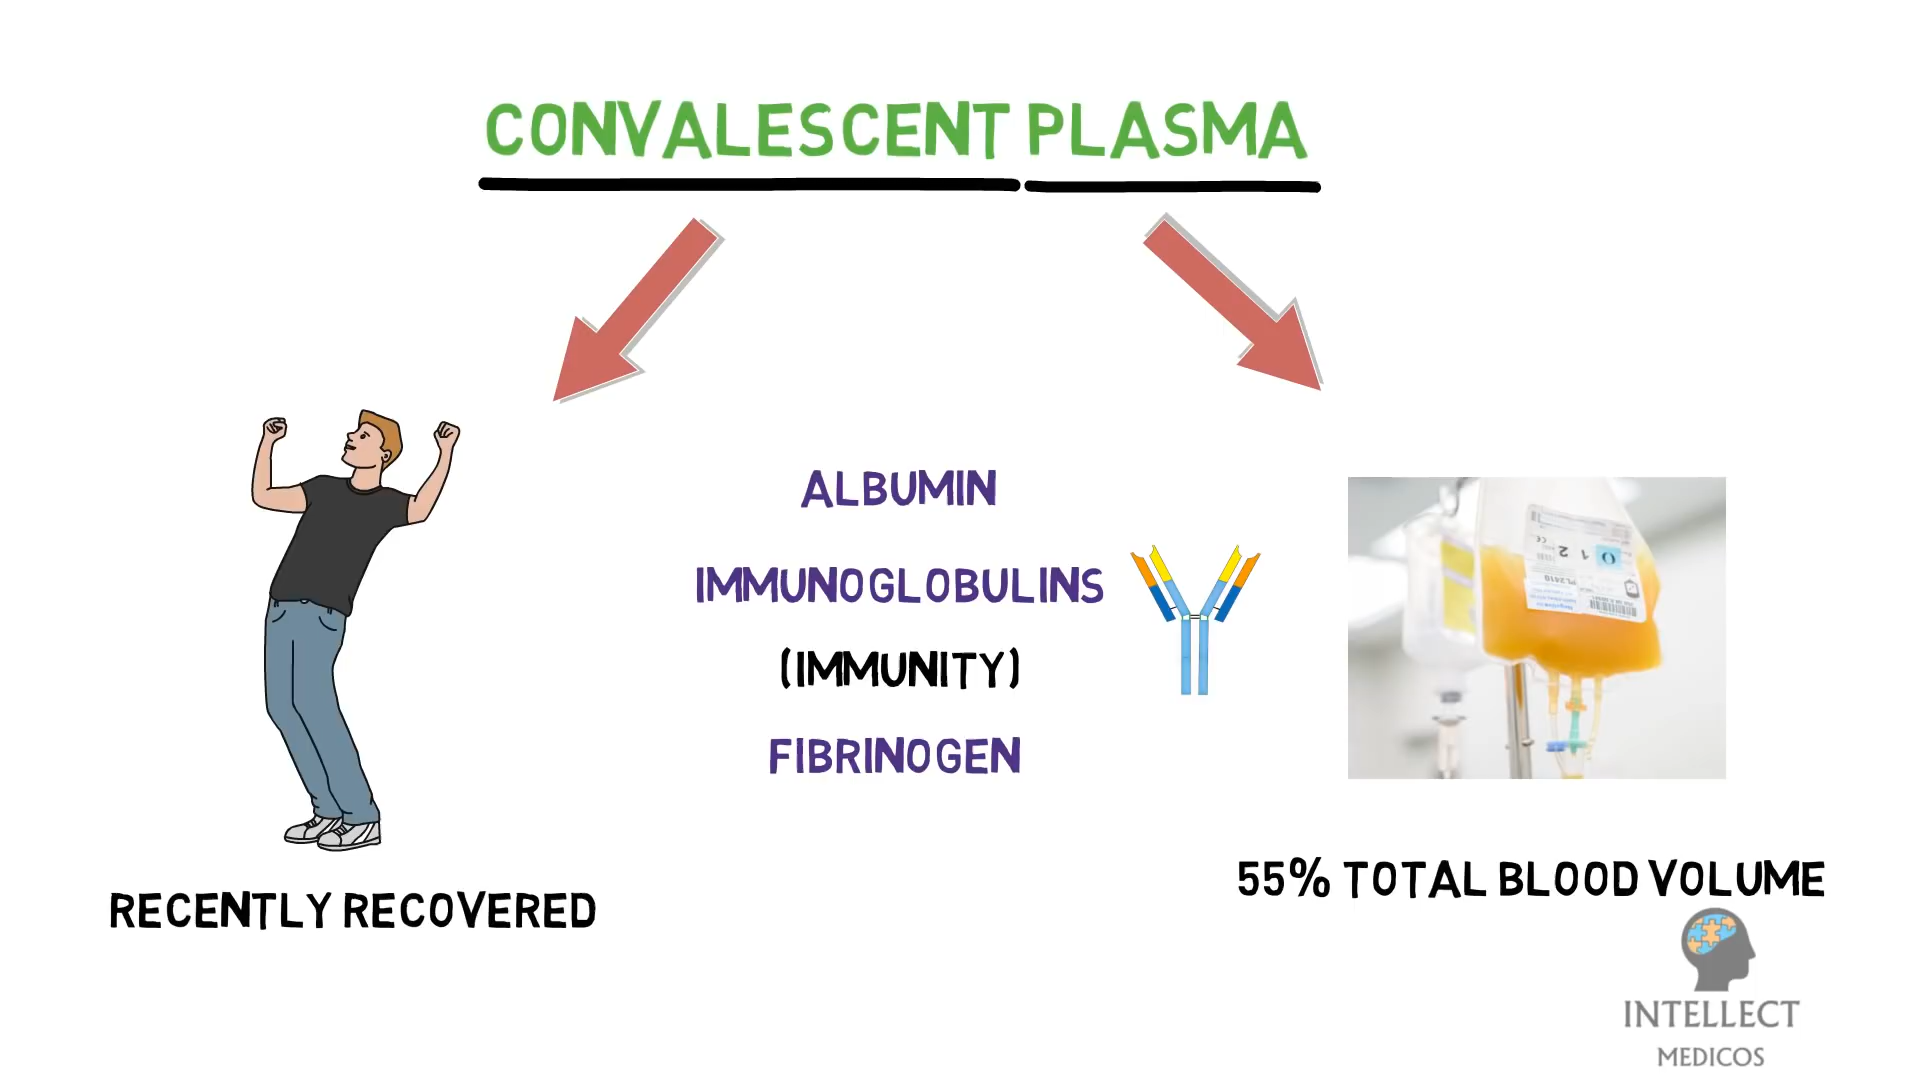 CONVALESCENT PLASMA
ALBUMIN
IMMUNOGLOBULINS
(IMMUNITY)
FIBRINOGEN
RECENTLY RECOVERED
55% TOTAL BLOOD VOLUME
INTELLECT
MEDICOS